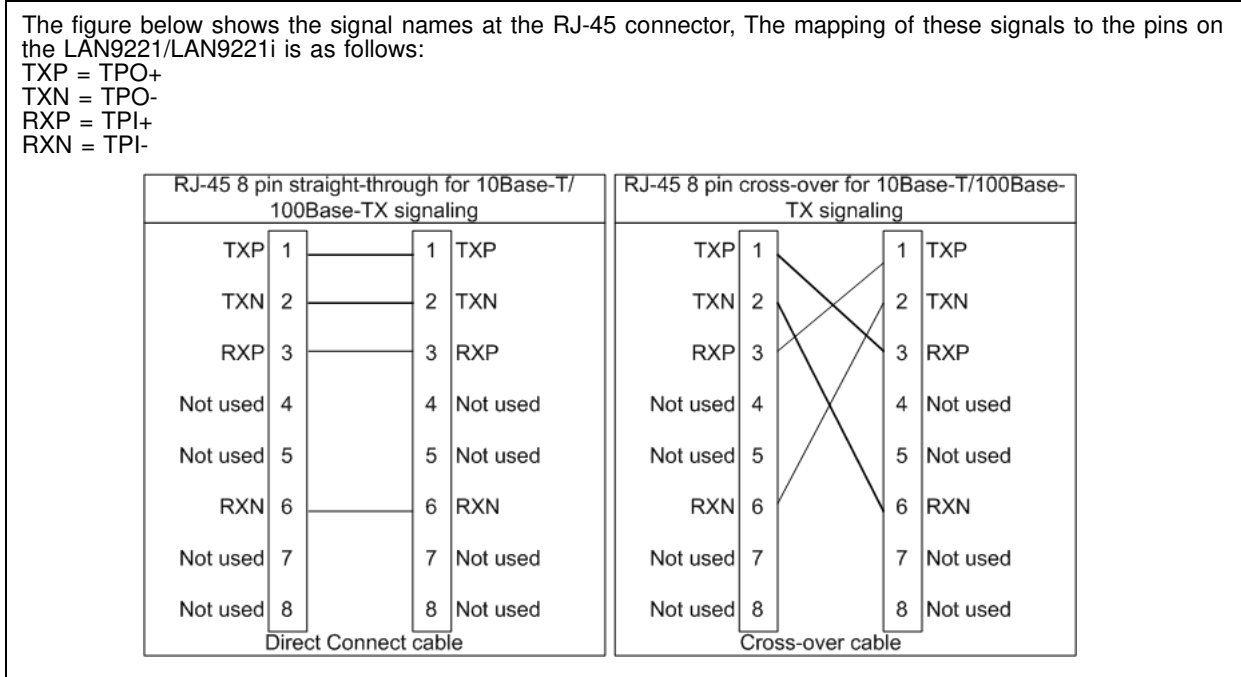 The figure below shows the signal names at the RJ-45 connector, The mapping of these signals to the pins on
the LAN9221/LAN9221i is as follows:
TXP = TPO+
TXN = TPO-
RXP = TPI+
RXN = TPI-
RJ-45 8 pin straight-through for 10Base-T/
100Base-TX signaling
TXP 1 1 TXP
TXN 2 2 TXN
RXP 3 3 RXP
Not used 4 4 Not used
Not used 5 5 Not used
RXN 6 6 RXN
Not used 7 7 Not used
Not used 8 8 Not used
Direct Connect cable
RJ-45 8 pin cross-over for 10Base-T/100Base-
TX signaling
TXP 1 1 TXP
TXN 2 2 TXN
RXP 3 3 RXP
Not used 4 4 Not used
Not used 5 5 Not used
RXN 6 6 RXN
Not used 7 7 Not used
Not used 8 8 Not used
Cross-over cable